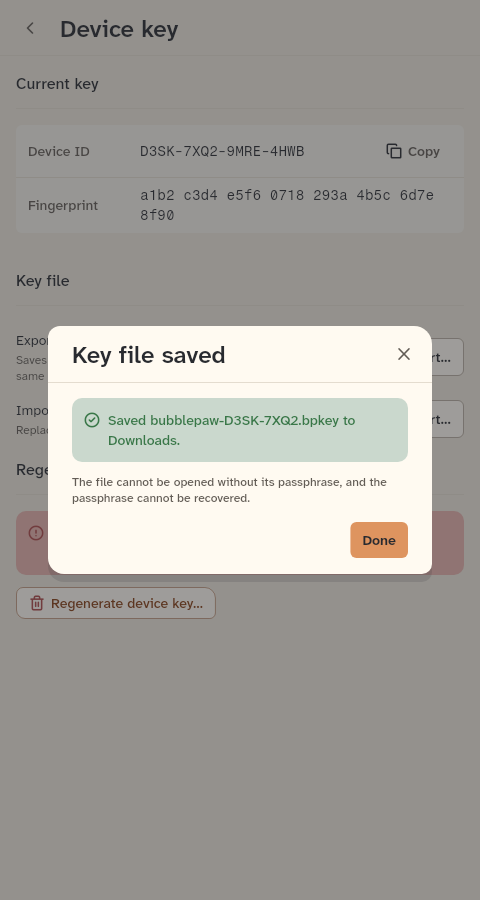 Device key
Current key
Device ID D3SK-7XQ2-9MRE-4HWB Copy
Fingerprint a1b2 c3d4 e5f6 0718 293a 4b5c 6d7e
8f90
Key file
Key file saved
Saved bubblepaw-D3SK-7XQ2.bpkey to
Downloads.
The file cannot be opened without its passphrase, and the
passphrase cannot be recovered.
Done
Saves
same
Regenerate device key...